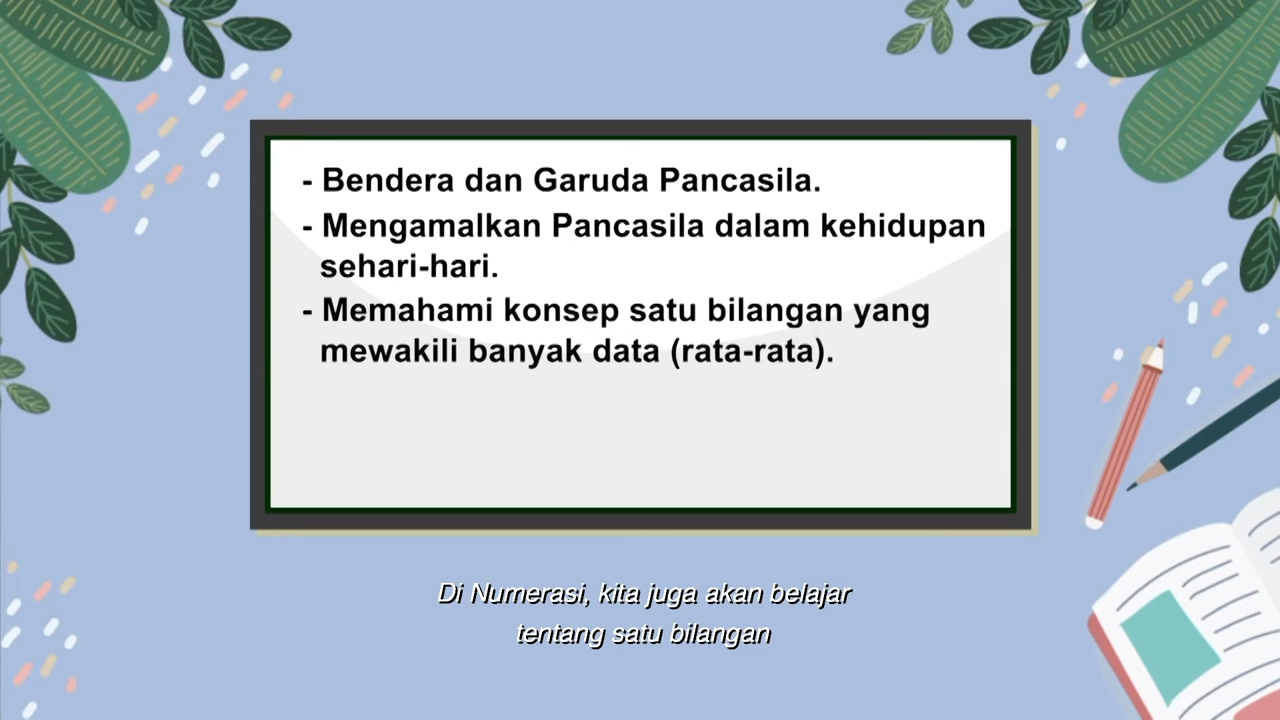 - Bendera dan Garuda Pancasila.
- Mengamalkan Pancasila dalam kehidupan
sehari-hari.
- Memahami konsep satu bilangan yang
mewakili banyak data (rata-rata).
Di Numerasi, kita juga akan belajar
tentang satu bilangan